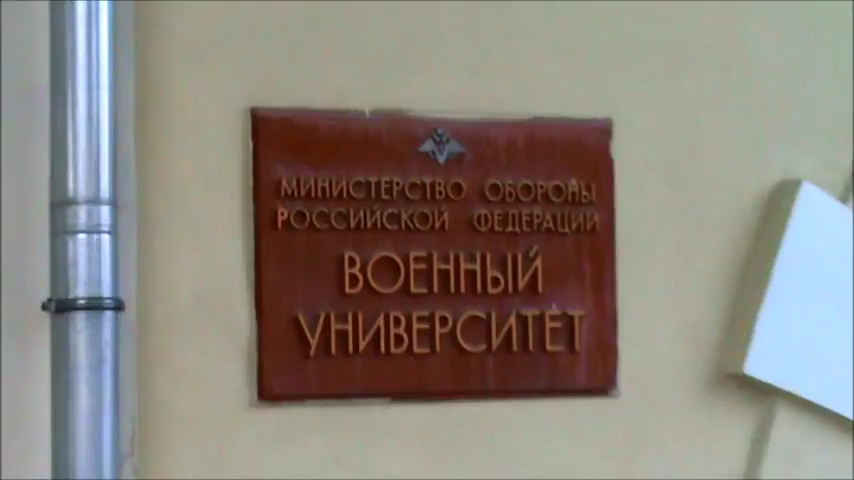 МИНИСТЕРСТВО ОБОРОНЫ
РОССИЙСКОЙ ФЕДЕРАЦИИ
ВОЕННЫЙ
УНИВЕРСИТЕТ